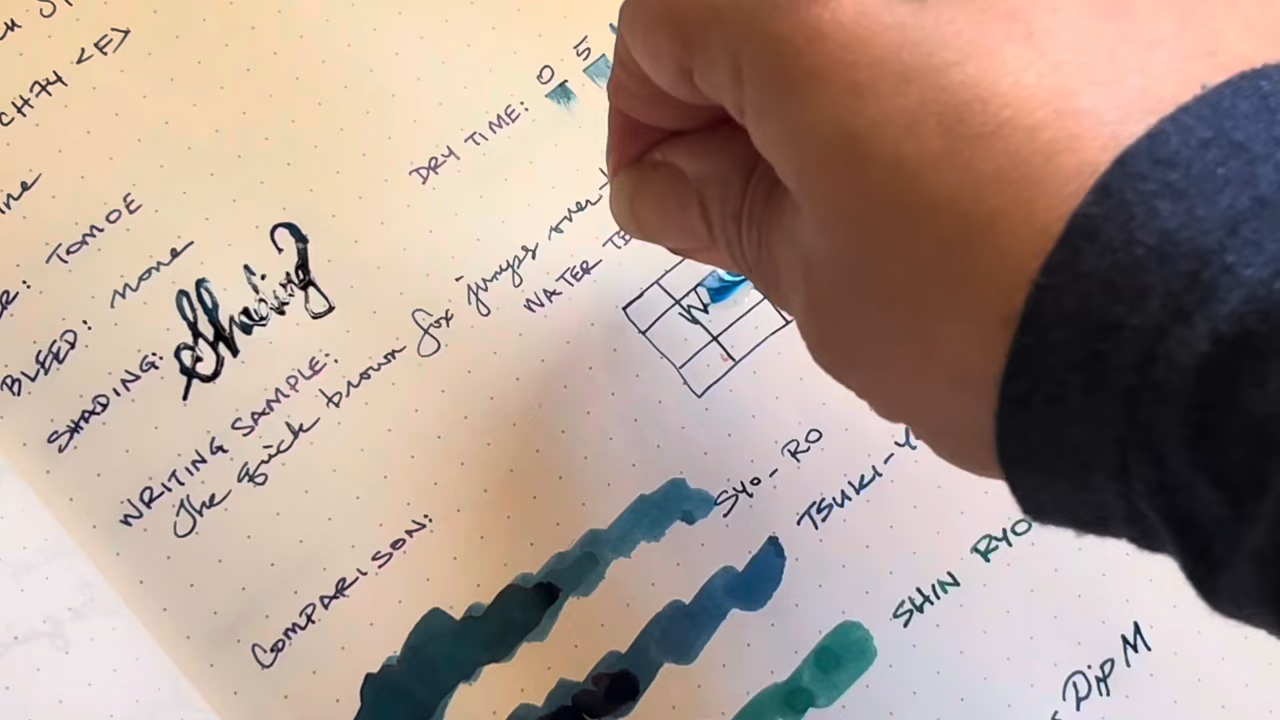 CH74 <F>
TOMOE
BLEED: none
SHADING: Shading
WRITING SAMPLE:
The quick brown fox jumps over
DRY TIME: 0 5
WATER
W
COMPARISON:
SYO-RO
TSUKI-Y
SHIN RYO
DIP M